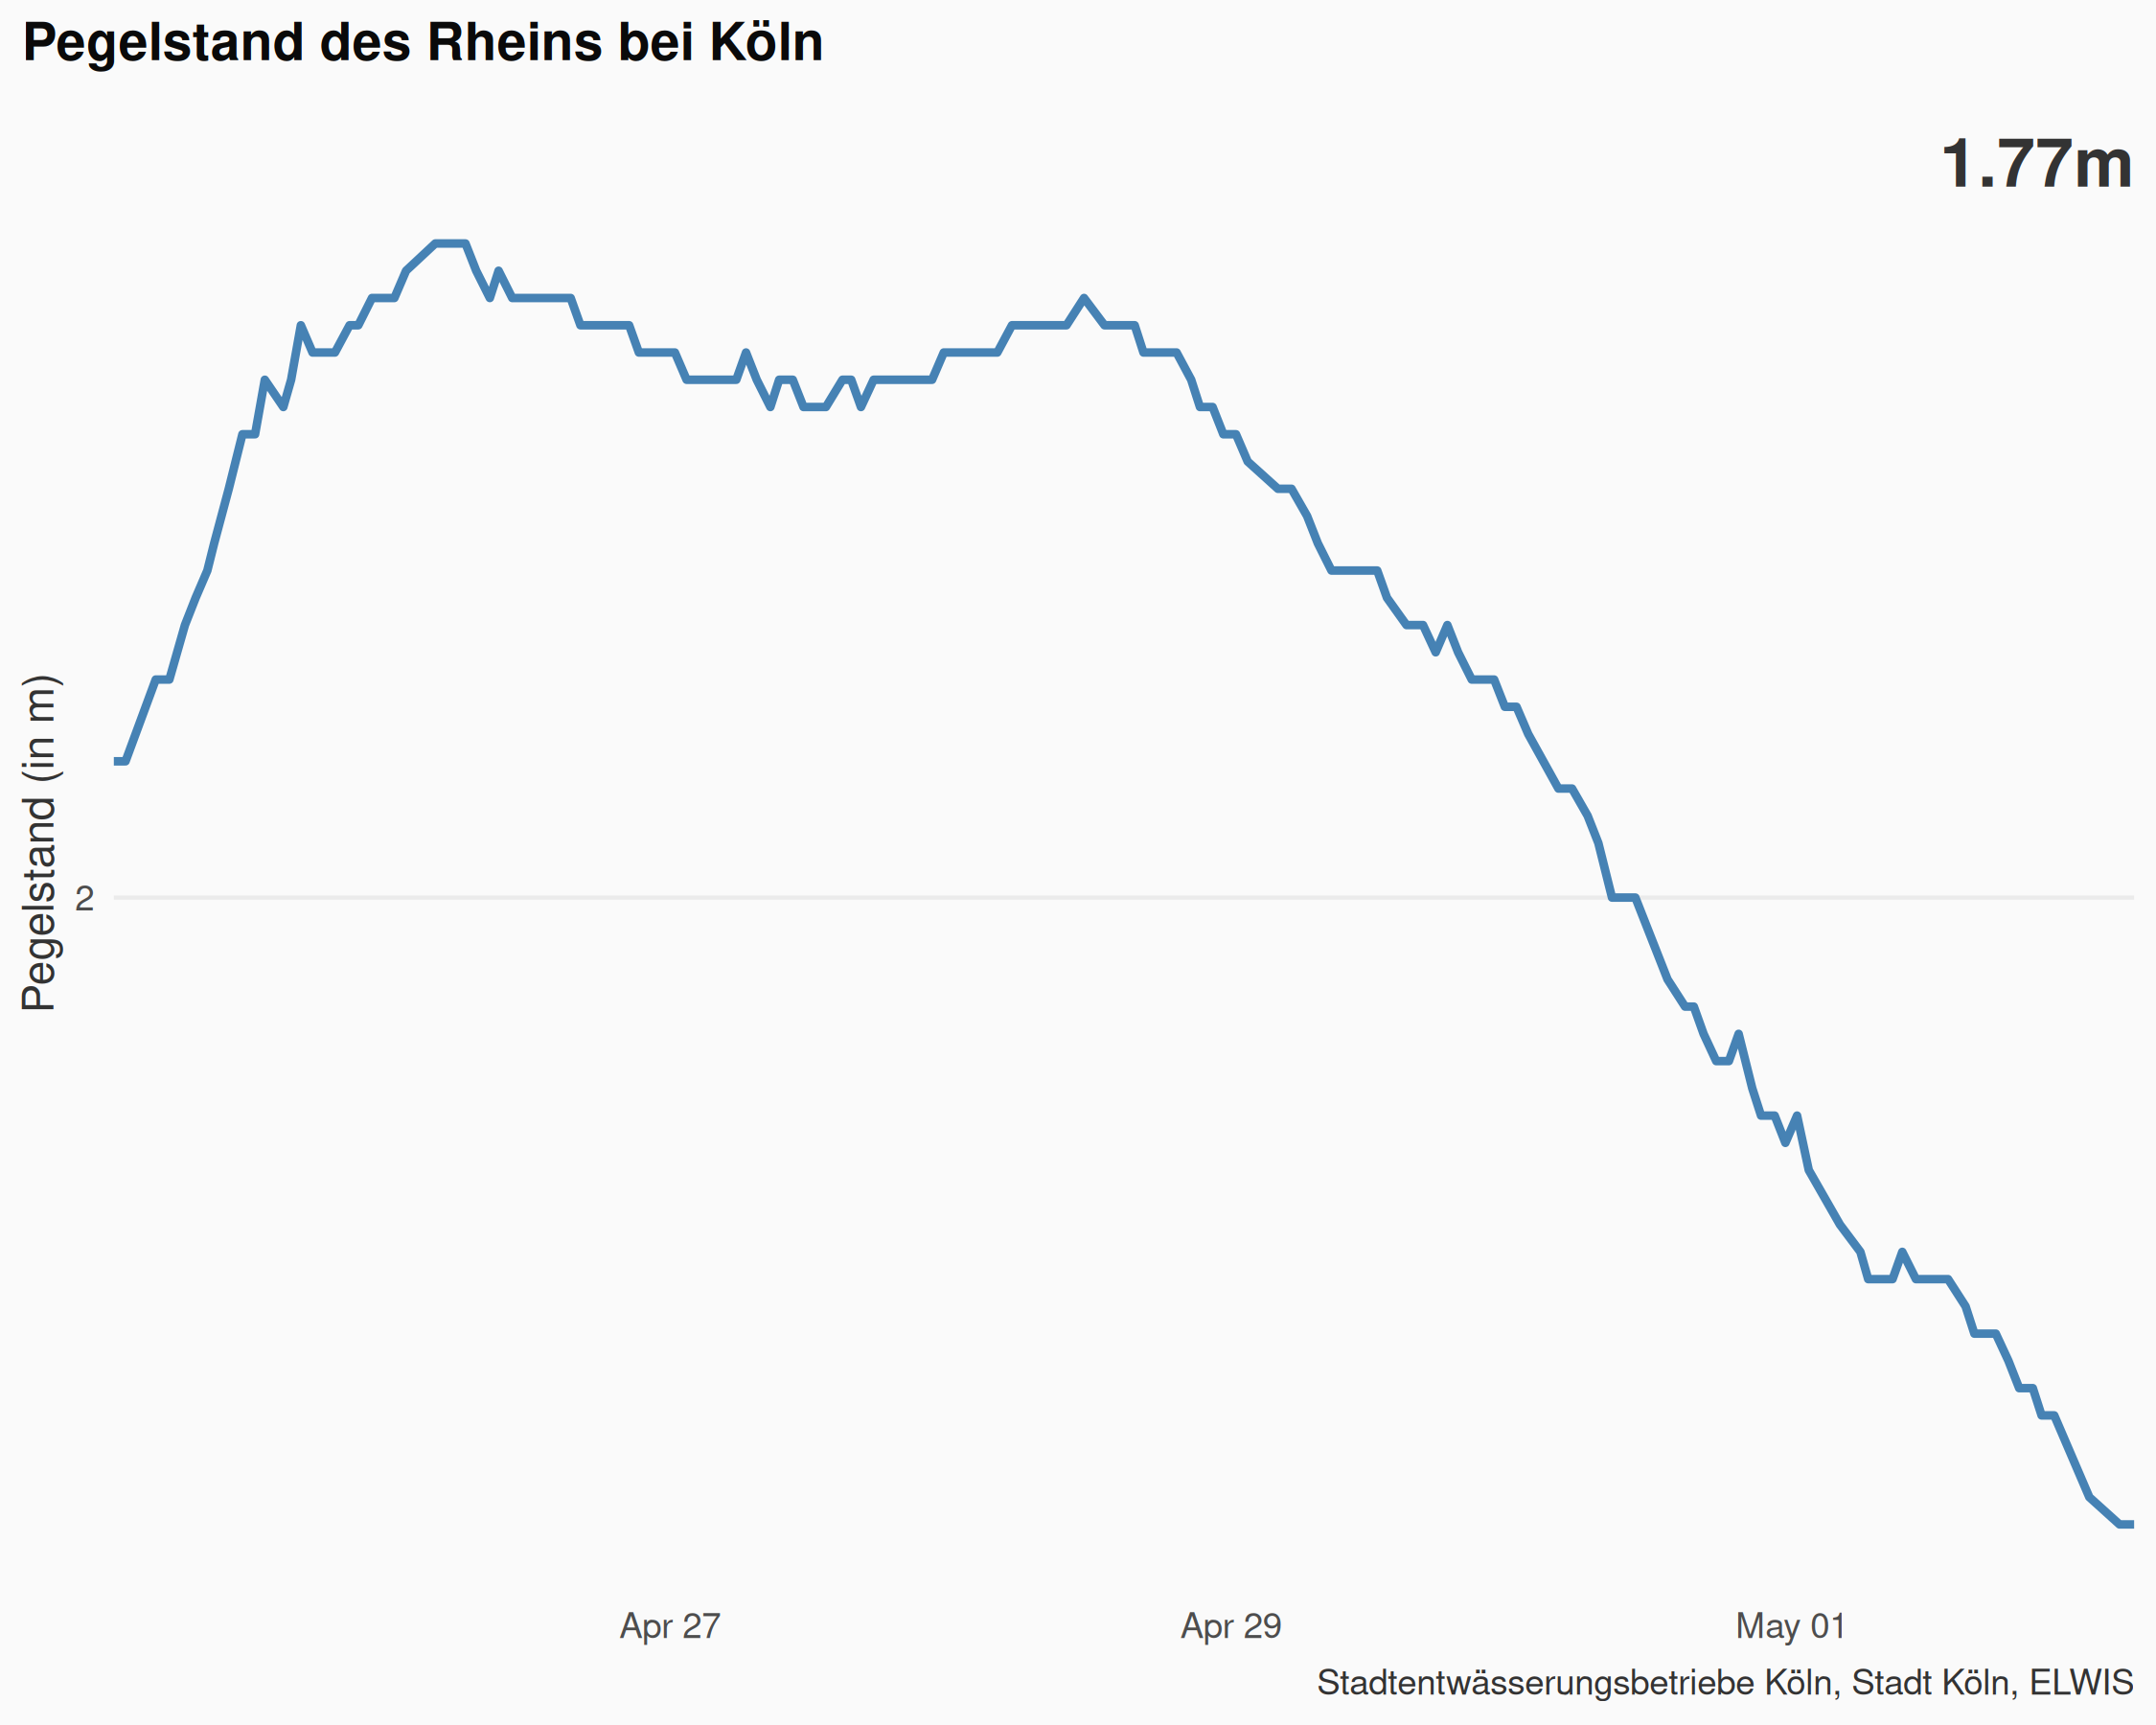 Pegelstand des Rheins bei Köln
1.77m
Pegelstand (in m)
2
Apr 27
Apr 29
May 01
Stadtentwässerungsbetriebe Köln, Stadt Köln, ELWIS